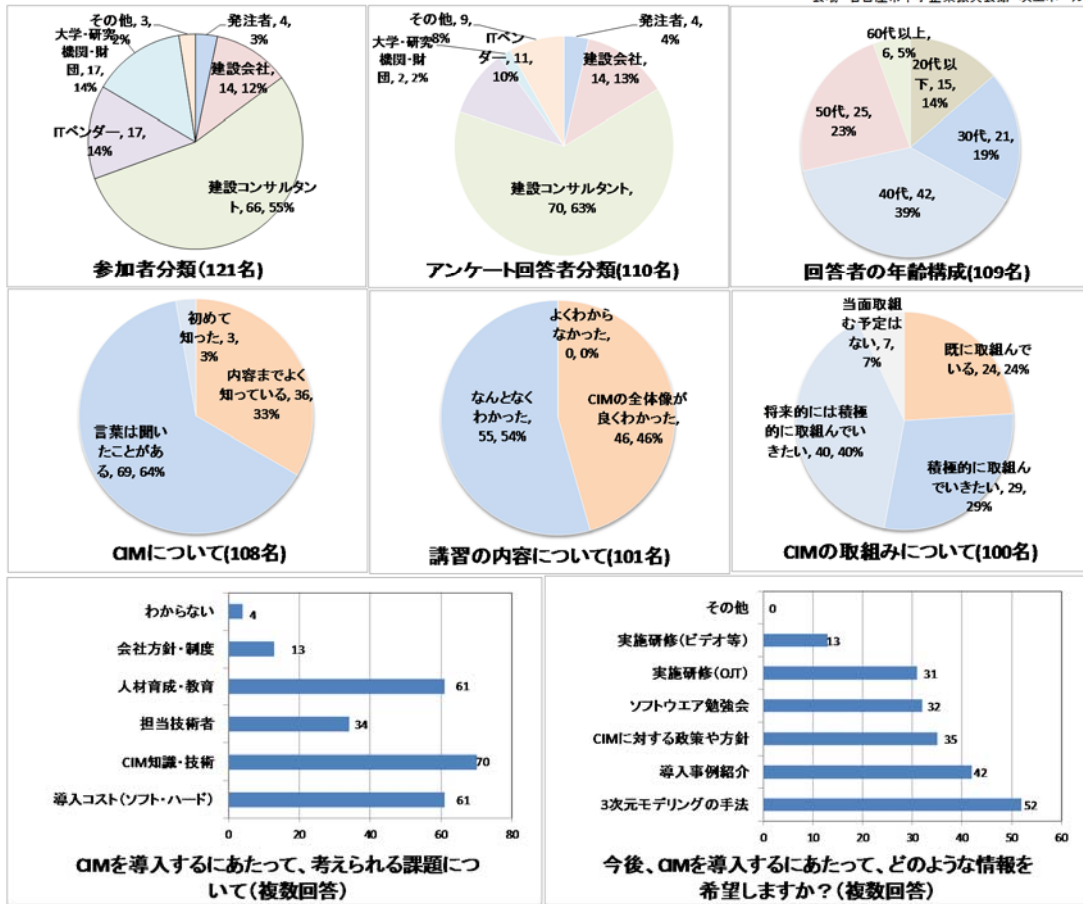 その他, 3,
2%
発注者, 4,
3%
大学・研究
機関・財
団, 17,
14%
建設会社,
14, 12%
ITベンダー, 17,
14%
建設コンサルタン
ト, 66, 55%
参加者分類(121名)
その他, 9,
8%
ITベン
ダー, 11,
10%
発注者, 4,
4%
大学・研究
機関・財
団, 2, 2%
建設会社,
14, 13%
建設コンサルタント,
70, 63%
アンケート回答者分類(110名)
60代以上,
6, 5%
20代以
下, 15,
14%
50代, 25,
23%
30代, 21,
19%
40代, 42,
39%
回答者の年齢構成(109名)
初めて
知った, 3,
3%
内容までよく
知っている, 36,
33%
言葉は聞い
たことがあ
る, 69, 64%
CIMについて(108名)
よくわから
なかった,
0, 0%
なんとなく
わかった,
55, 54%
CIMの全体像が
良くわかった,
46, 46%
講習の内容について(101名)
当面取組
む予定は
ない, 7,
7%
既に取組んで
いる, 24, 24%
将来的には積極
的に取組んでい
きたい, 40, 40%
積極的に取組ん
でいきたい, 29,
29%
CIMの取組みについて(100名)
わからない
4
会社方針・制度
13
人材育成・教育
61
担当技術者
34
CIM知識・技術
70
導入コスト(ソフト・ハード)
61
0 20 40 60 80
CIMを導入するにあたって、考えられる課題につ
いて(複数回答)
その他
0
実施研修(ビデオ等)
13
実施研修(OJT)
31
ソフトウエア勉強会
32
CIMに対する政策や方針
35
導入事例紹介
42
3次元モデリングの手法
52
0 10 20 30 40 50 60
今後、CIMを導入するにあたって、どのような情報を
希望しますか?(複数回答)